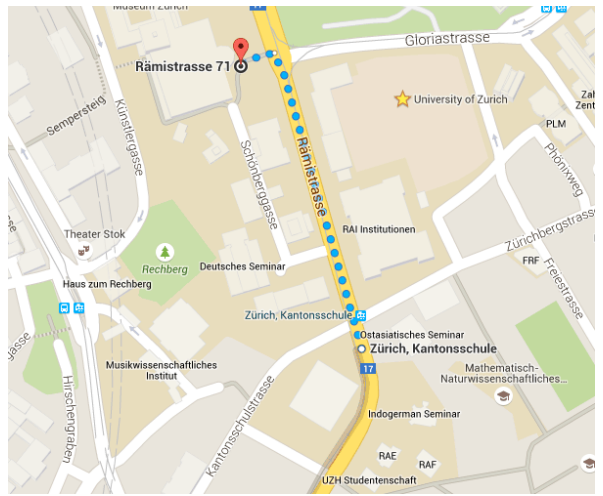 Museum Zürich
17
Gloriastrasse
Rämistrasse 71
University of Zurich
Zah
Zent
PLM
Sempersteig
Künstlergasse
Schönberggasse
Rämistrasse
Phönixweg
Theater Stok
RAI Institutionen
Zürichbergstrasse
Rechberg
Deutsches Seminar
FRF
Freiestrasse
Haus zum Rechberg
Zürich, Kantonsschule
Ostasiatisches Seminar
Zürich, Kantonsschule
gasse
Musikwissenschaftliches
Institut
17
Mathematisch-
Naturwissenschaftliches...
Hirschengraben
Kantonsschulstrasse
Indogerman Seminar
RAE
RAF
UZH Studentenschaft